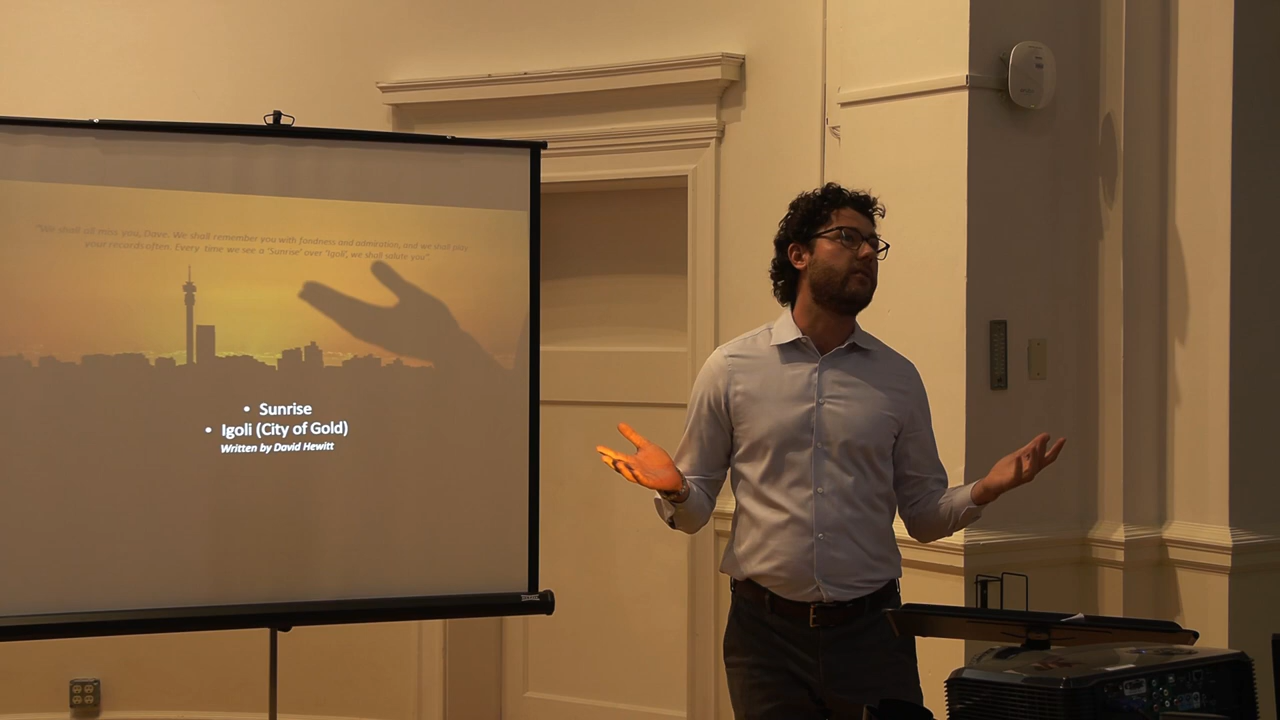 "We shall all miss you, Dave. We shall remember you with fondness and admiration, and we shall play
your records often. Every time we see a 'Sunrise' over 'Igoli', we shall salute you"
• Sunrise
• Igoli (City of Gold)
Written by David Hewitt